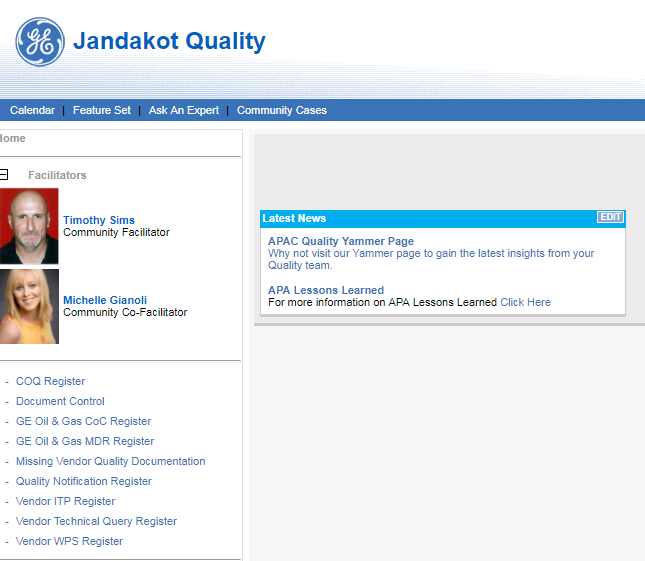 GE
Jandakot Quality
Calendar | Feature Set | Ask An Expert | Community Cases
Home
Facilitators
Timothy Sims
Community Facilitator
Michelle Gianoli
Community Co-Facilitator
- COQ Register
- Document Control
- GE Oil & Gas CoC Register
- GE Oil & Gas MDR Register
- Missing Vendor Quality Documentation
- Quality Notification Register
- Vendor ITP Register
- Vendor Technical Query Register
- Vendor WPS Register
Latest News EDIT
APAC Quality Yammer Page
Why not visit our Yammer page to gain the latest insights from your
Quality team.
APA Lessons Learned
For more information on APA Lessons Learned Click Here